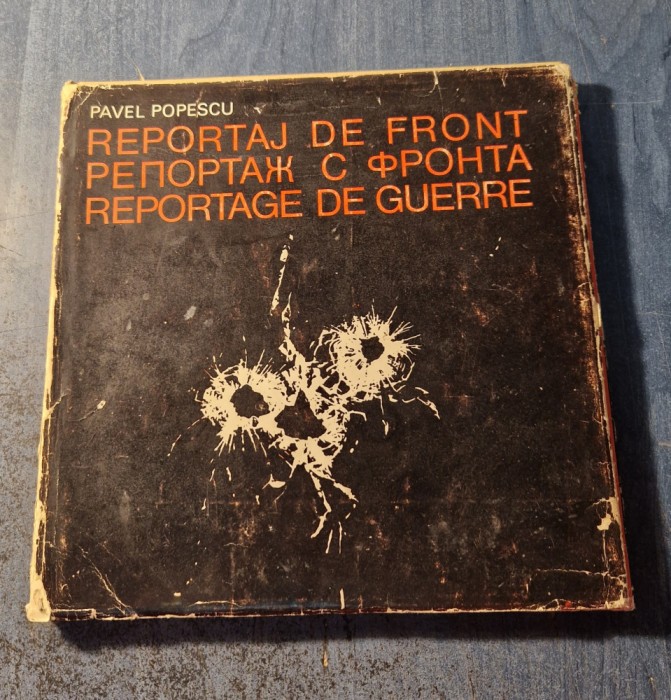 PAVEL POPESCU
REPORTAJ DE FRONT
РЕПОРТАЖ С ФРОНТА
REPORTAGE DE GUERRE